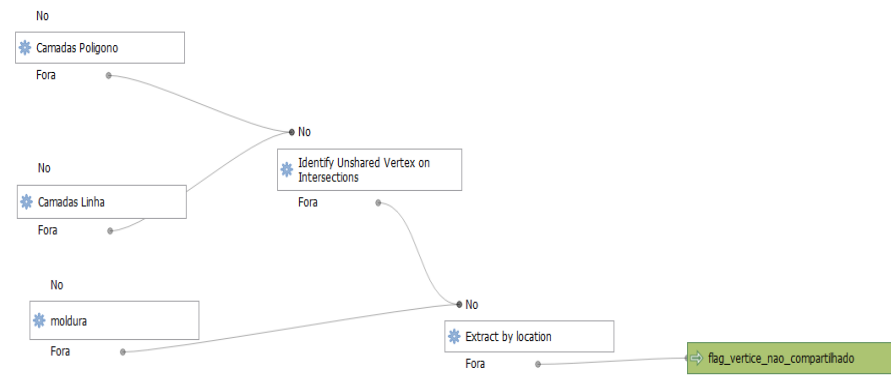 No
Camadas Poligono
Fora
No
Identify Unshared Vertex on
Intersections
Fora
No
Camadas Linha
Fora
No
moldura
Fora
No
Extract by location
Fora
flag_vertice_nao_compartilhado